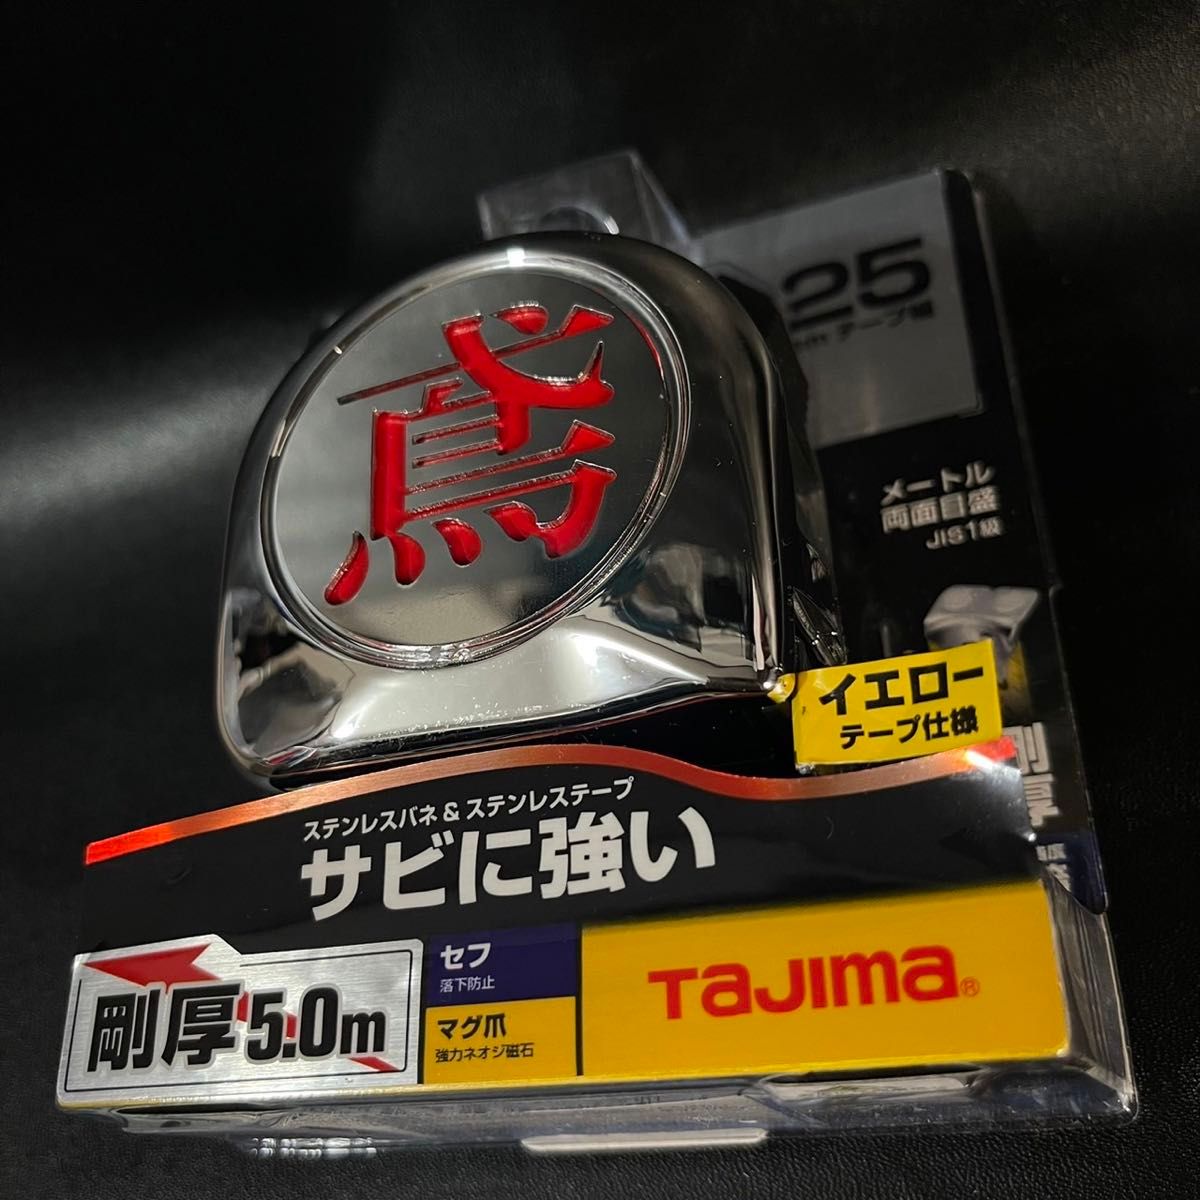 鳶
25
mm テープ幅
メートル
両面目盛
JIS1級
イエロー
テープ仕様
剛厚
ステンレスバネ & ステンレステープ
サビに強い
剛厚5.0m
セフ
落下防止
マグ爪
強力ネオジ磁石
TaJIma®